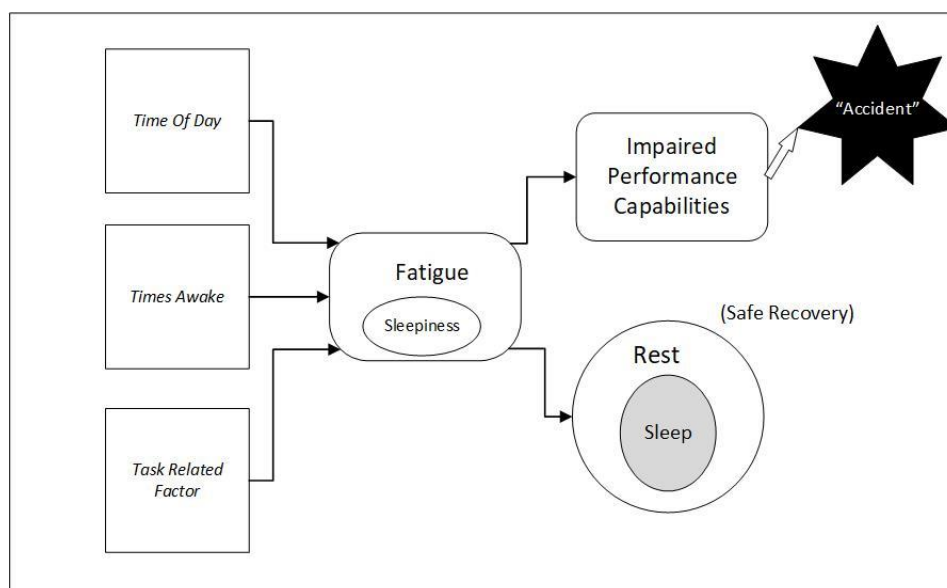 Time Of Day
Times Awake
Task Related
Factor
Fatigue
Sleepiness
Impaired
Performance
Capabilities
“Accident”
(Safe Recovery)
Rest
Sleep